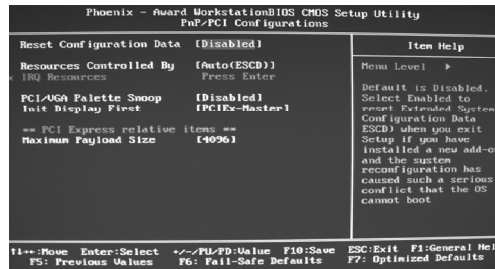 Phoenix - Award WorkstationBIOS CMOS Setup Utility
PnP/PCI Configurations
Reset Configuration Data [Disabled]
Resources Controlled By [Auto(ESCD)]
x IRQ Resources Press Enter
PCI/VGA Palette Snoop [Disabled]
Init Display First [PCIEx-Master]
** PCI Express relative items **
Maximum Payload Size [4096]
Item Help
Menu Level ▶
Default is Disabled.
Select Enabled to
reset Extended System
Configuration Data
ESCD) when you exit
Setup if you have
installed a new add-o
and the system
reconfiguration has
caused such a serious
conflict that the OS
cannot boot
↑↓→←:Move Enter:Select +/-/PU/PD:Value F10:Save ESC:Exit F1:General Hel
F5: Previous Values F6: Fail-Safe Defaults F7: Optimized Defaults